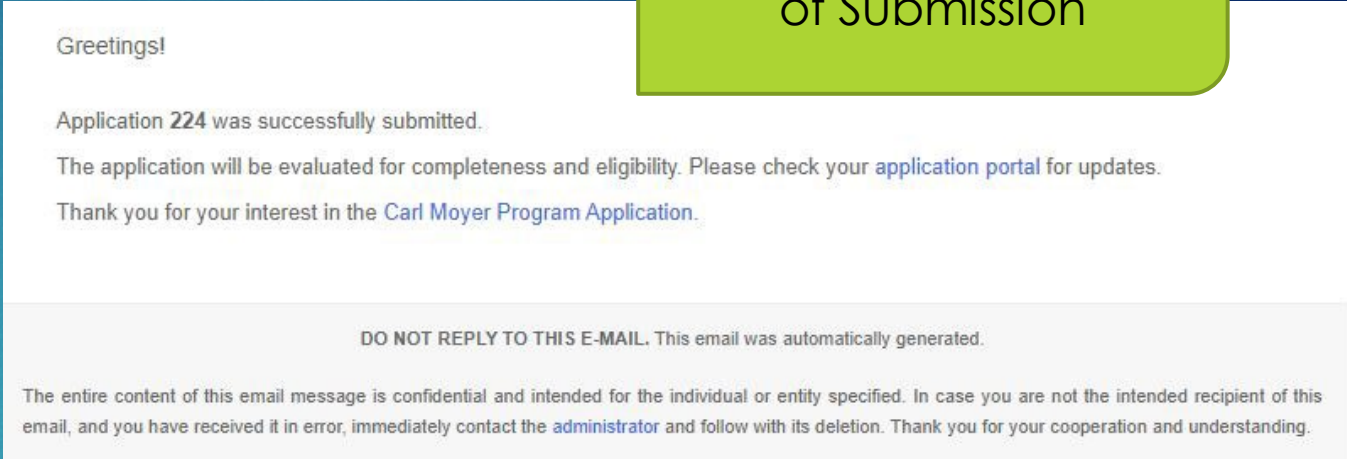 of Submission
Greetings!
Application 224 was successfully submitted.
The application will be evaluated for completeness and eligibility. Please check your application portal for updates.
Thank you for your interest in the Carl Moyer Program Application.
DO NOT REPLY TO THIS E-MAIL. This email was automatically generated.
The entire content of this email message is confidential and intended for the individual or entity specified. In case you are not the intended recipient of this
email, and you have received it in error, immediately contact the administrator and follow with its deletion. Thank you for your cooperation and understanding.